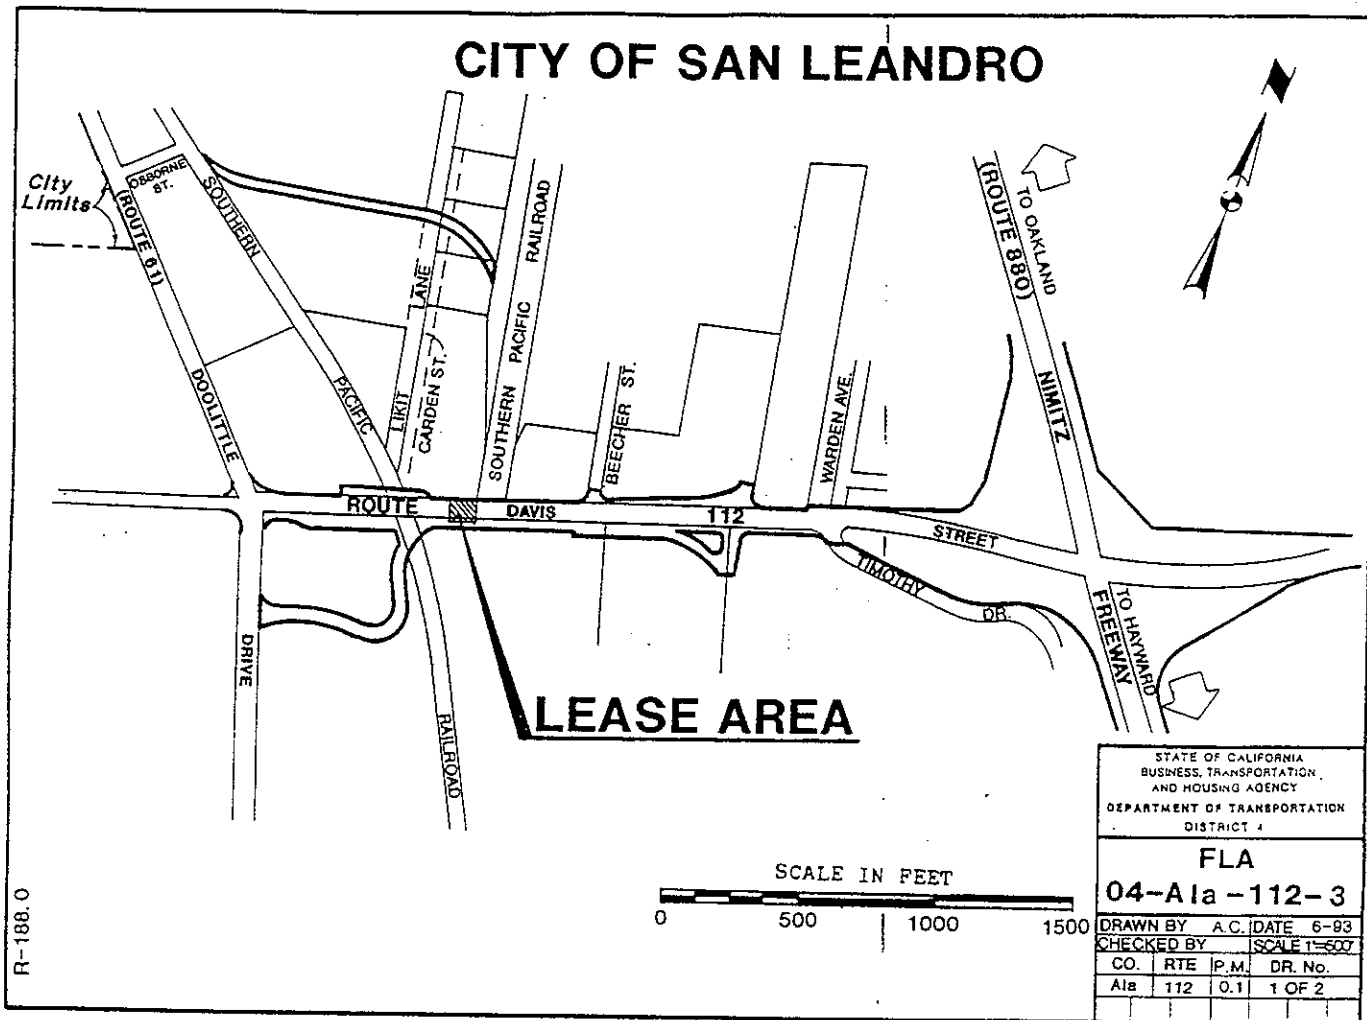 CITY OF SAN LEANDRO
City
Limits
OSBORNE
ST.
(ROUTE 61)
SOUTHERN
PACIFIC
RAILROAD
DOOLITTLE
DRIVE
LIKIT
LANE
CARDEN ST.
SOUTHERN PACIFIC RAILROAD
BEECHER ST.
WARDEN AVE.
(ROUTE 880)
TO OAKLAND
NIMITZ
FREEWAY
TO HAYWARD
ROUTE
DAVIS
112
STREET
TIMOTHY
DR.
LEASE AREA
SCALE IN FEET
0 500 1000 1500
R-188.0
STATE OF CALIFORNIA
BUSINESS, TRANSPORTATION
AND HOUSING AGENCY
DEPARTMENT OF TRANSPORTATION
DISTRICT 4
FLA
04-Ala-112-3
DRAWN BY A.C. DATE 6-93
CHECKED BY SCALE 1"=500'
CO. RTE P.M. DR. No.
Ala 112 0.1 1 OF 2